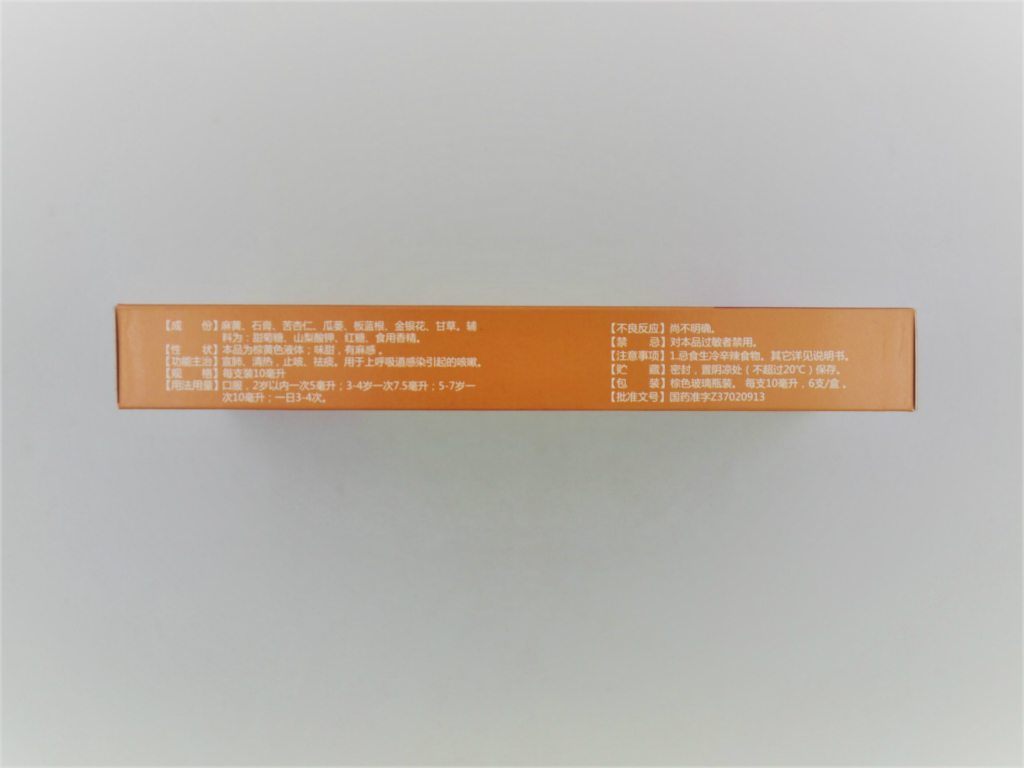 【成 份】麻黄、石膏、苦杏仁、瓜蒌、板蓝根、金银花、甘草。辅
料为：甜菊糖、山梨酸钾、红糖、食用香精。
【性 状】本品为棕黄色液体；味甜，有麻感。
【功能主治】宣肺、清热，止咳、祛痰。用于上呼吸道感染引起的咳嗽。
【规 格】每支装10毫升
【用法用量】口服，2岁以内一次5毫升；3-4岁一次7.5毫升；5-7岁一
次10毫升；一日3-4次。
【不良反应】尚不明确。
【禁 忌】对本品过敏者禁用。
【注意事项】1.忌食生冷辛辣食物。其它详见说明书。
【贮 藏】密封，置阴凉处（不超过20℃）保存。
【包 装】棕色玻璃瓶装。 每支10毫升，6支/盒。
【批准文号】国药准字Z37020913